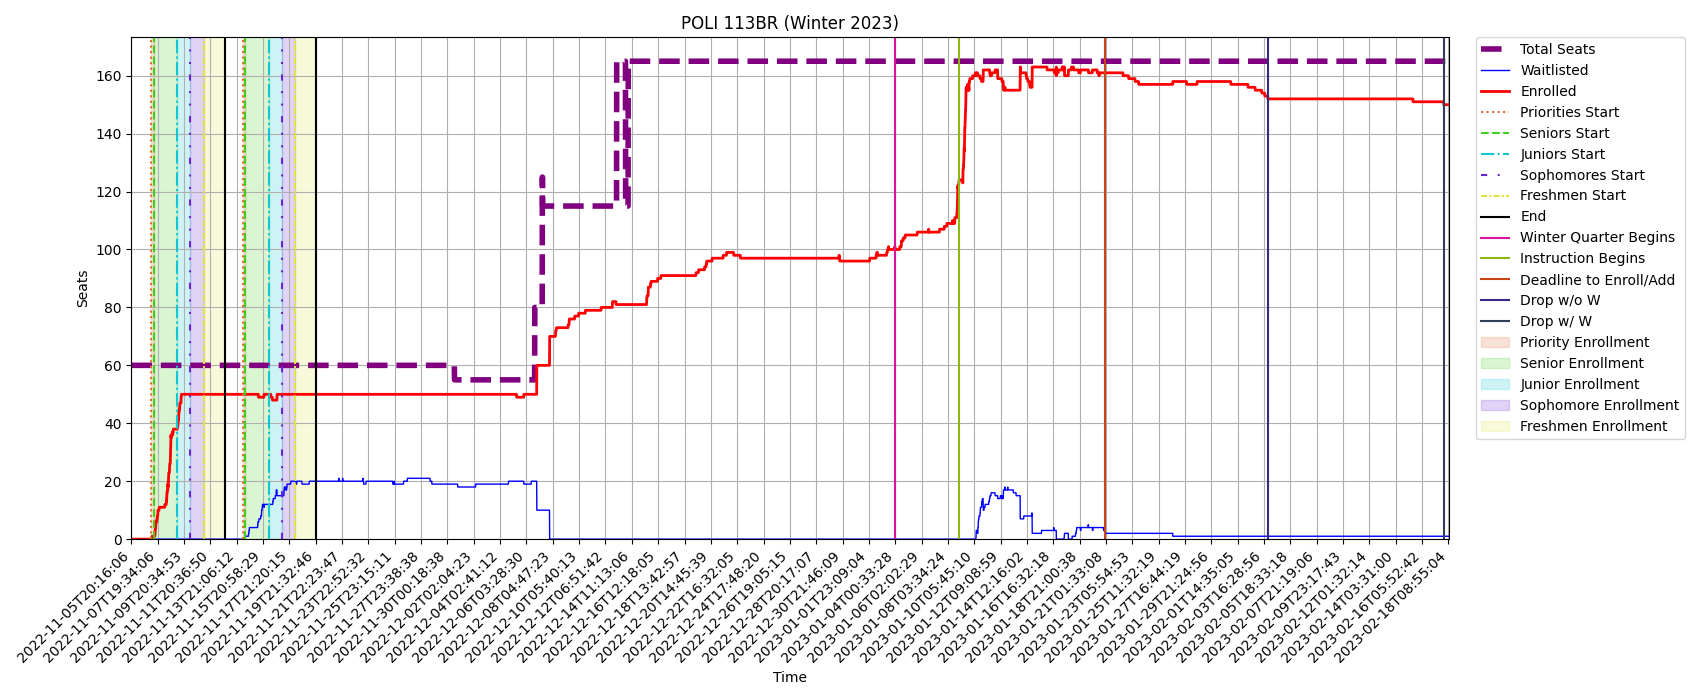 POLI 113BR (Winter 2023)
Seats
160
140
120
100
80
60
40
20
0
2022-11-05T20:16:06
2022-11-07T19:34:06
2022-11-09T20:34:53
2022-11-11T20:36:50
2022-11-13T21:06:12
2022-11-15T20:58:29
2022-11-17T21:20:15
2022-11-19T21:32:46
2022-11-21T22:23:47
2022-11-23T22:52:32
2022-11-25T23:15:11
2022-11-27T23:38:38
2022-11-30T00:18:38
2022-12-02T02:04:23
2022-12-04T02:41:12
2022-12-06T03:28:30
2022-12-08T04:47:23
2022-12-10T05:40:13
2022-12-12T06:51:42
2022-12-14T11:13:06
2022-12-16T12:18:05
2022-12-18T13:42:57
2022-12-20T14:45:39
2022-12-22T16:32:05
2022-12-24T17:48:20
2022-12-26T19:05:15
2022-12-28T20:17:07
2022-12-30T21:46:09
2023-01-01T23:09:04
2023-01-04T00:33:28
2023-01-06T02:02:29
2023-01-08T03:34:24
2023-01-10T05:45:10
2023-01-12T09:08:59
2023-01-14T12:16:02
2023-01-16T16:32:18
2023-01-18T21:00:38
2023-01-21T01:33:08
2023-01-23T05:54:53
2023-01-25T11:32:19
2023-01-27T16:44:19
2023-01-29T21:24:56
2023-02-01T14:35:05
2023-02-03T16:28:56
2023-02-05T18:33:18
2023-02-07T21:19:06
2023-02-09T23:17:43
2023-02-12T01:32:14
2023-02-14T03:31:00
2023-02-16T05:52:42
2023-02-18T08:55:04
Time
Total Seats
Waitlisted
Enrolled
Priorities Start
Seniors Start
Juniors Start
Sophomores Start
Freshmen Start
End
Winter Quarter Begins
Instruction Begins
Deadline to Enroll/Add
Drop w/o W
Drop w/ W
Priority Enrollment
Senior Enrollment
Junior Enrollment
Sophomore Enrollment
Freshmen Enrollment